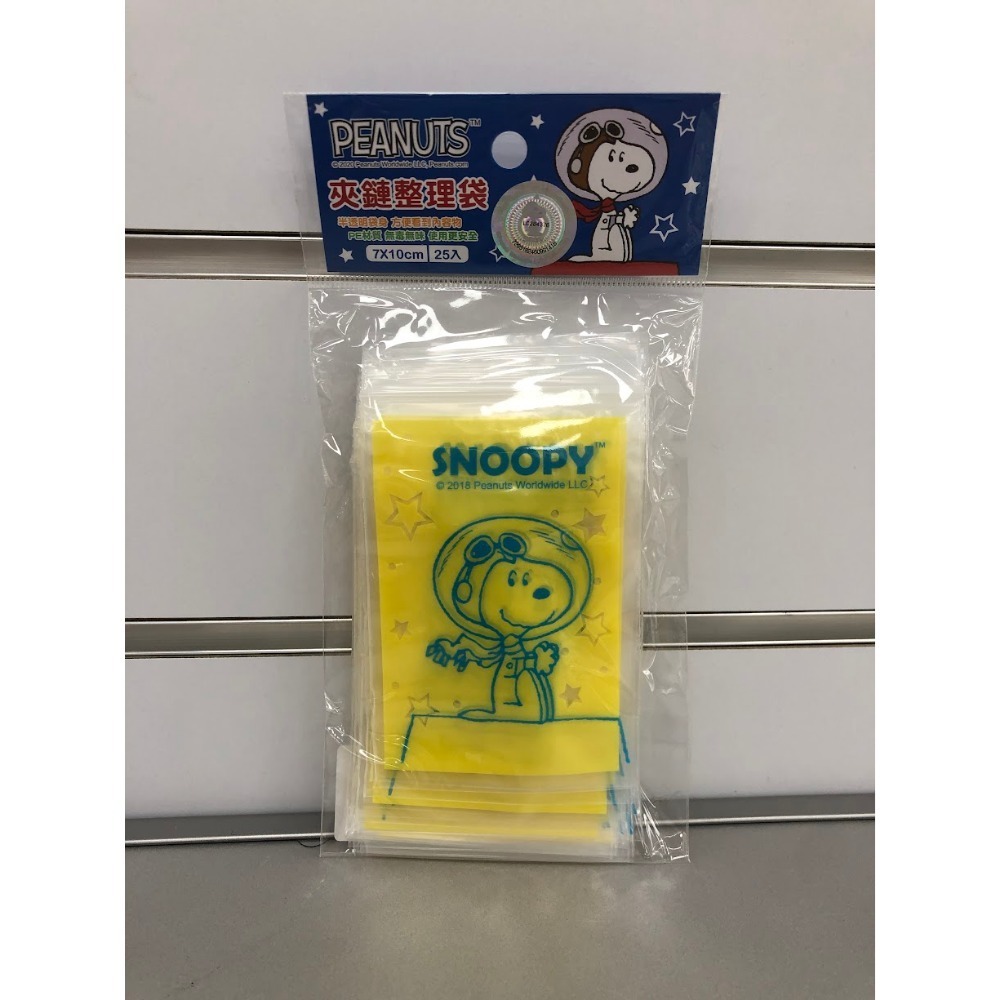 PEANUTS™
© 2020 Peanuts Worldwide LLC, Peanuts.com
夾鏈整理袋
半透明袋身 方便看到內容物
PE材質 無毒無味 使用更安全
7X10cm 25入
SNOOPY™
© 2018 Peanuts Worldwide LLC